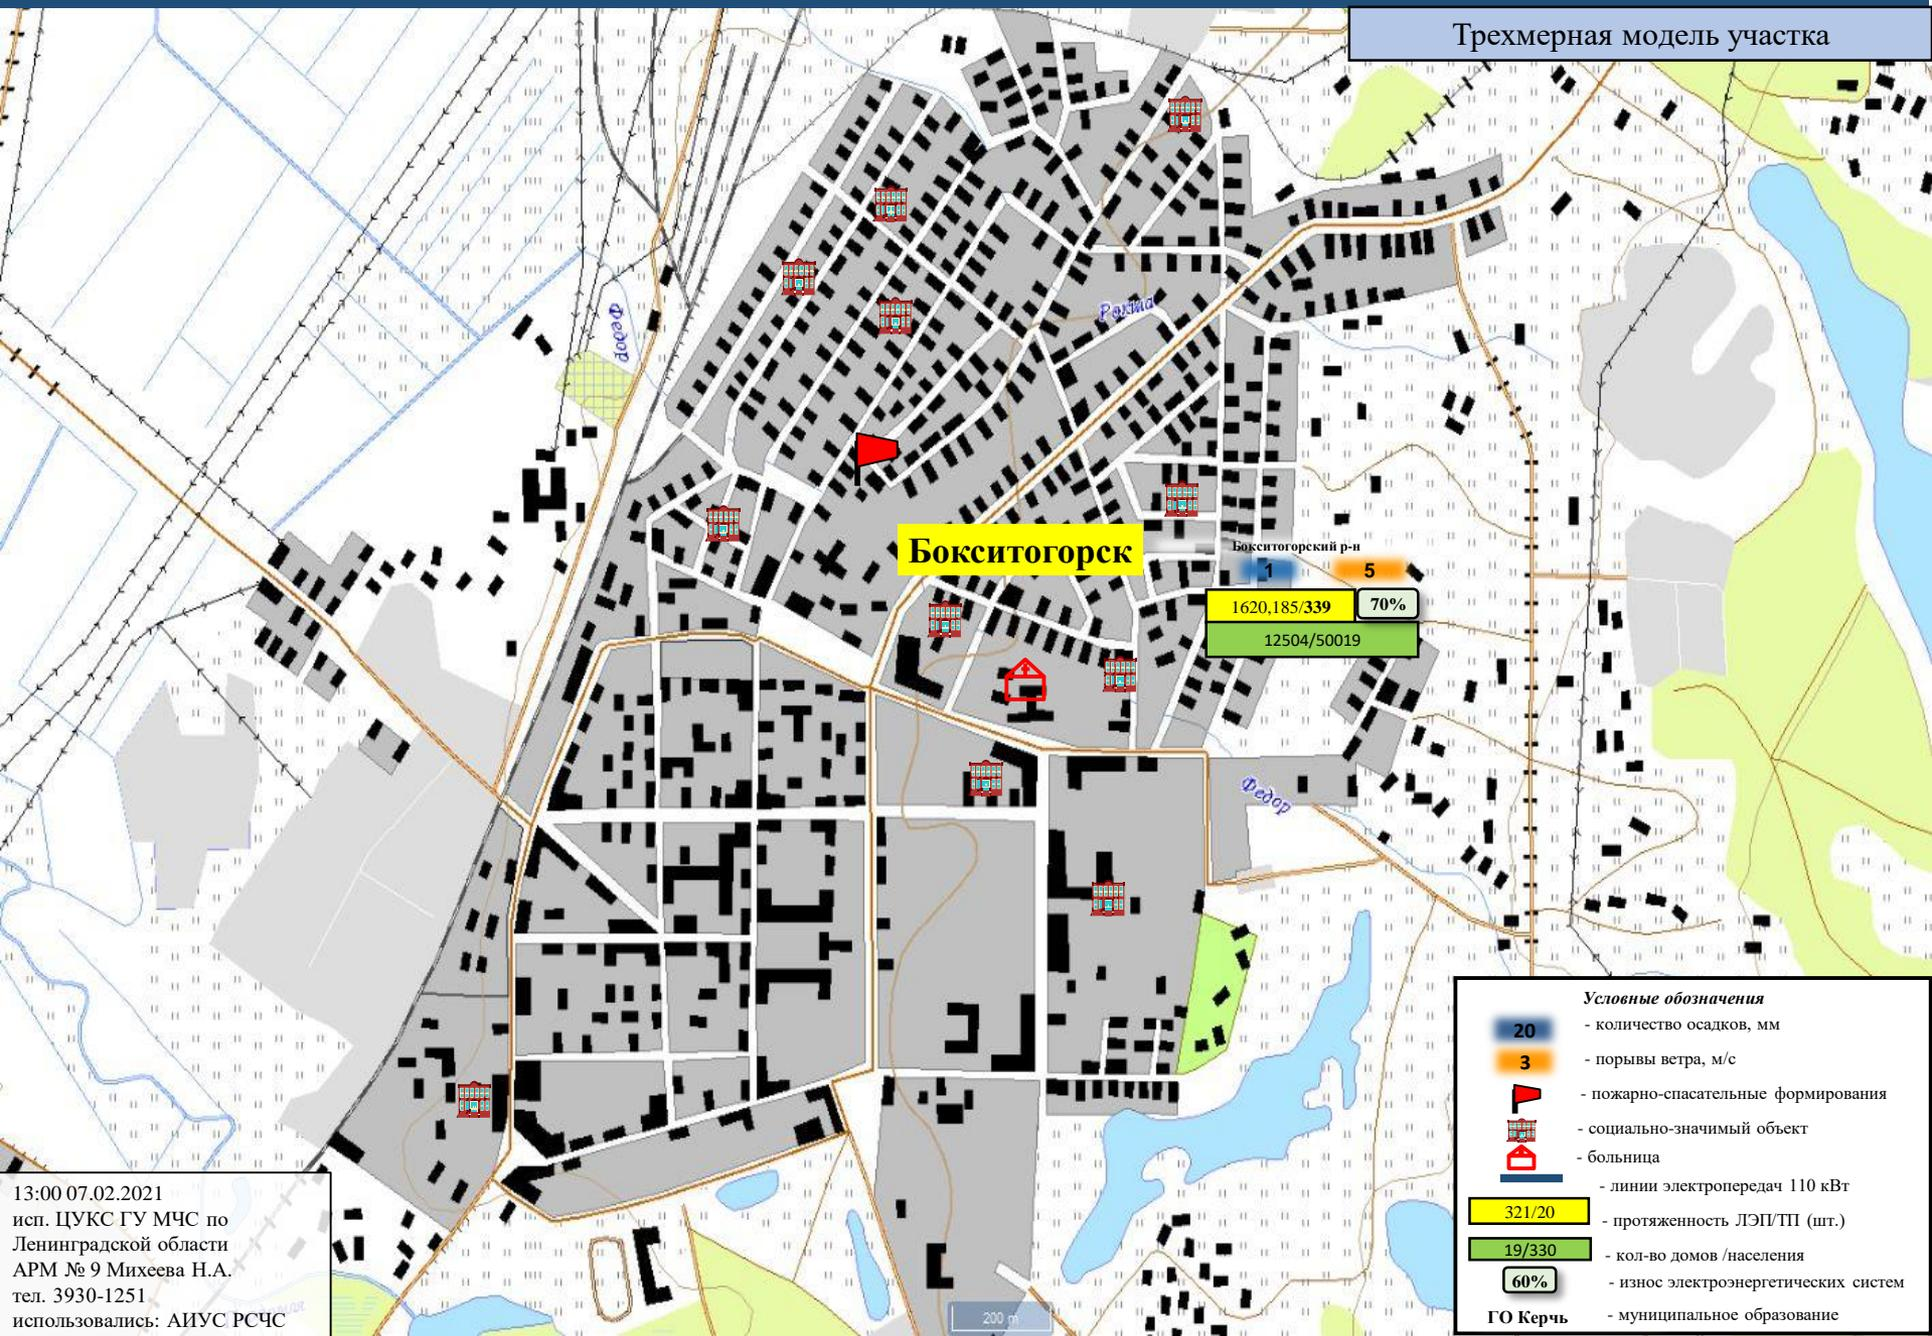 Трехмерная модель участка
Федор
Рохша
Бокситогорск
Бокситогорский р-н
1
5
1620,185/339
70%
12504/50019
Федор
Условные обозначения
20
- количество осадков, мм
3
- порывы ветра, м/с
- пожарно-спасательные формирования
- социально-значимый объект
- больница
- линии электропередач 110 кВт
321/20
- протяженность ЛЭП/ТП (шт.)
19/330
- кол-во домов /населения
60%
- износ электроэнергетических систем
ГО Керчь
- муниципальное образование
13:00 07.02.2021
исп. ЦУКС ГУ МЧС по
Ленинградской области
АРМ № 9 Михеева Н.А.
тел. 3930-1251
использовались: АИУС РСЧС
200 m